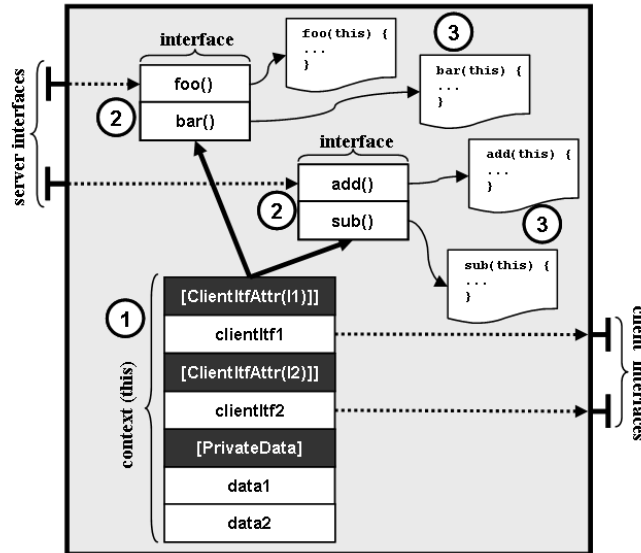 interface
foo(this) {
...
}
3
bar(this) {
...
}
foo()
2
bar()
server interfaces
interface
add(this) {
...
}
add()
2
sub()
3
sub(this) {
...
}
1
context (this)
[ClientItfAttr(I1)]]
clientItf1
[ClientItfAttr(I2)]]
clientItf2
[PrivateData]
data1
data2
client interfaces